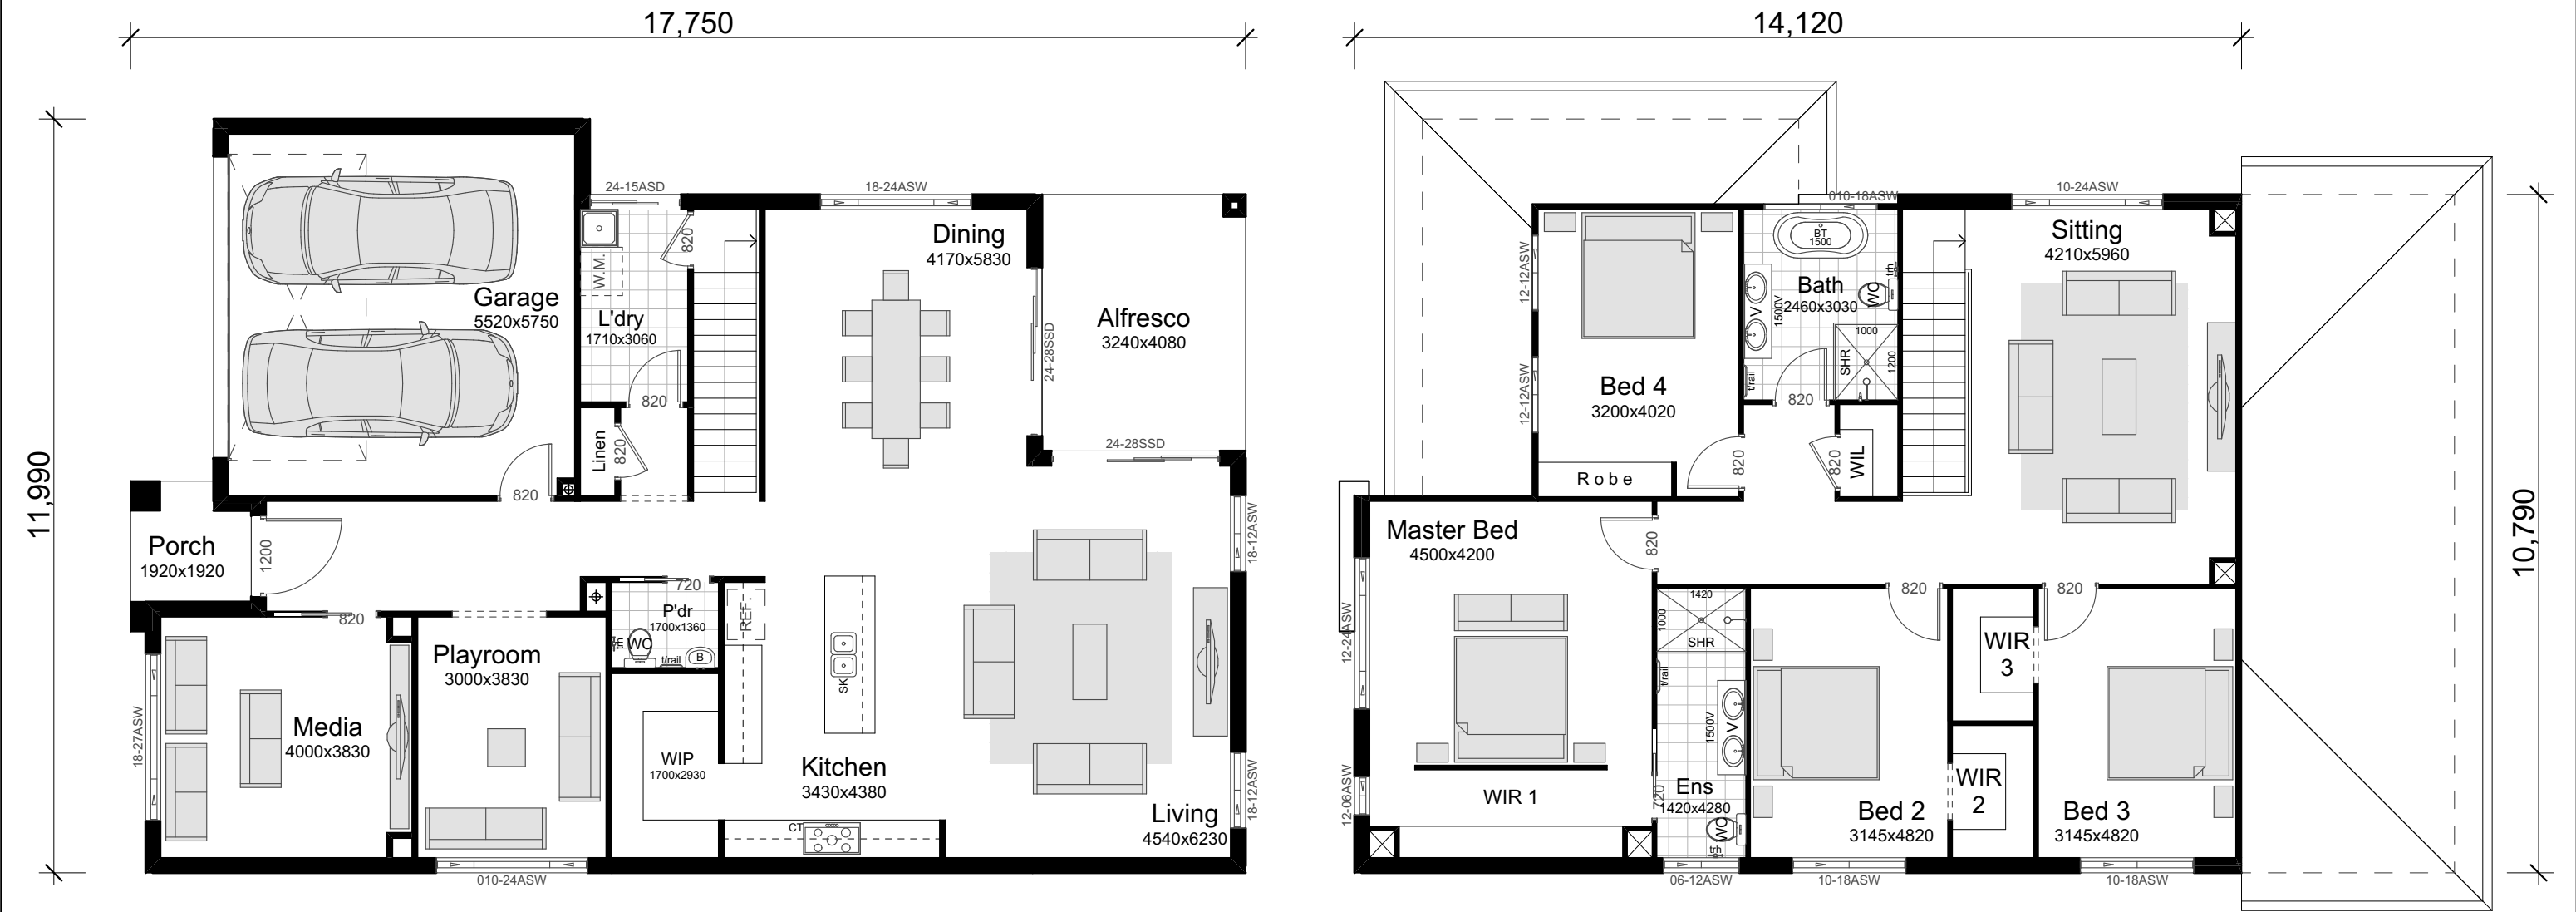 17,750
11,990
24-15ASD
18-24ASW
Garage
5520x5750
820
W.M.
L'dry
1710x3060
820
820
Linen
820
Dining
4170x5830
24-28SSD
Alfresco
3240x4080
24-28SSD
Porch
1920x1920
1200
820
18-27ASW
Media
4000x3830
Playroom
3000x3830
010-24ASW
720
P'dr
1700x1360
WC
trh
t/rail
B
REF.
WIP
1700x2930
SK
Kitchen
3430x4380
CT
18-12ASW
Living
4540x6230
18-12ASW
14,120
10,790
12-12ASW
12-12ASW
Bed 4
3200x4020
Robe
820
010-18ASW
BT
1500
Bath
2460x3030
1500V
V
WC
trh
1000
1200
SHR
t/rail
820
820
WIL
10-24ASW
Sitting
4210x5960
Master Bed
4500x4200
820
12-24ASW
12-06ASW
WIR 1
1420
1000
SHR
t/rail
1500V
V
720
Ens
1420x4280
WC
trh
06-12ASW
820
Bed 2
3145x4820
10-18ASW
WIR
3
WIR
2
820
Bed 3
3145x4820
10-18ASW